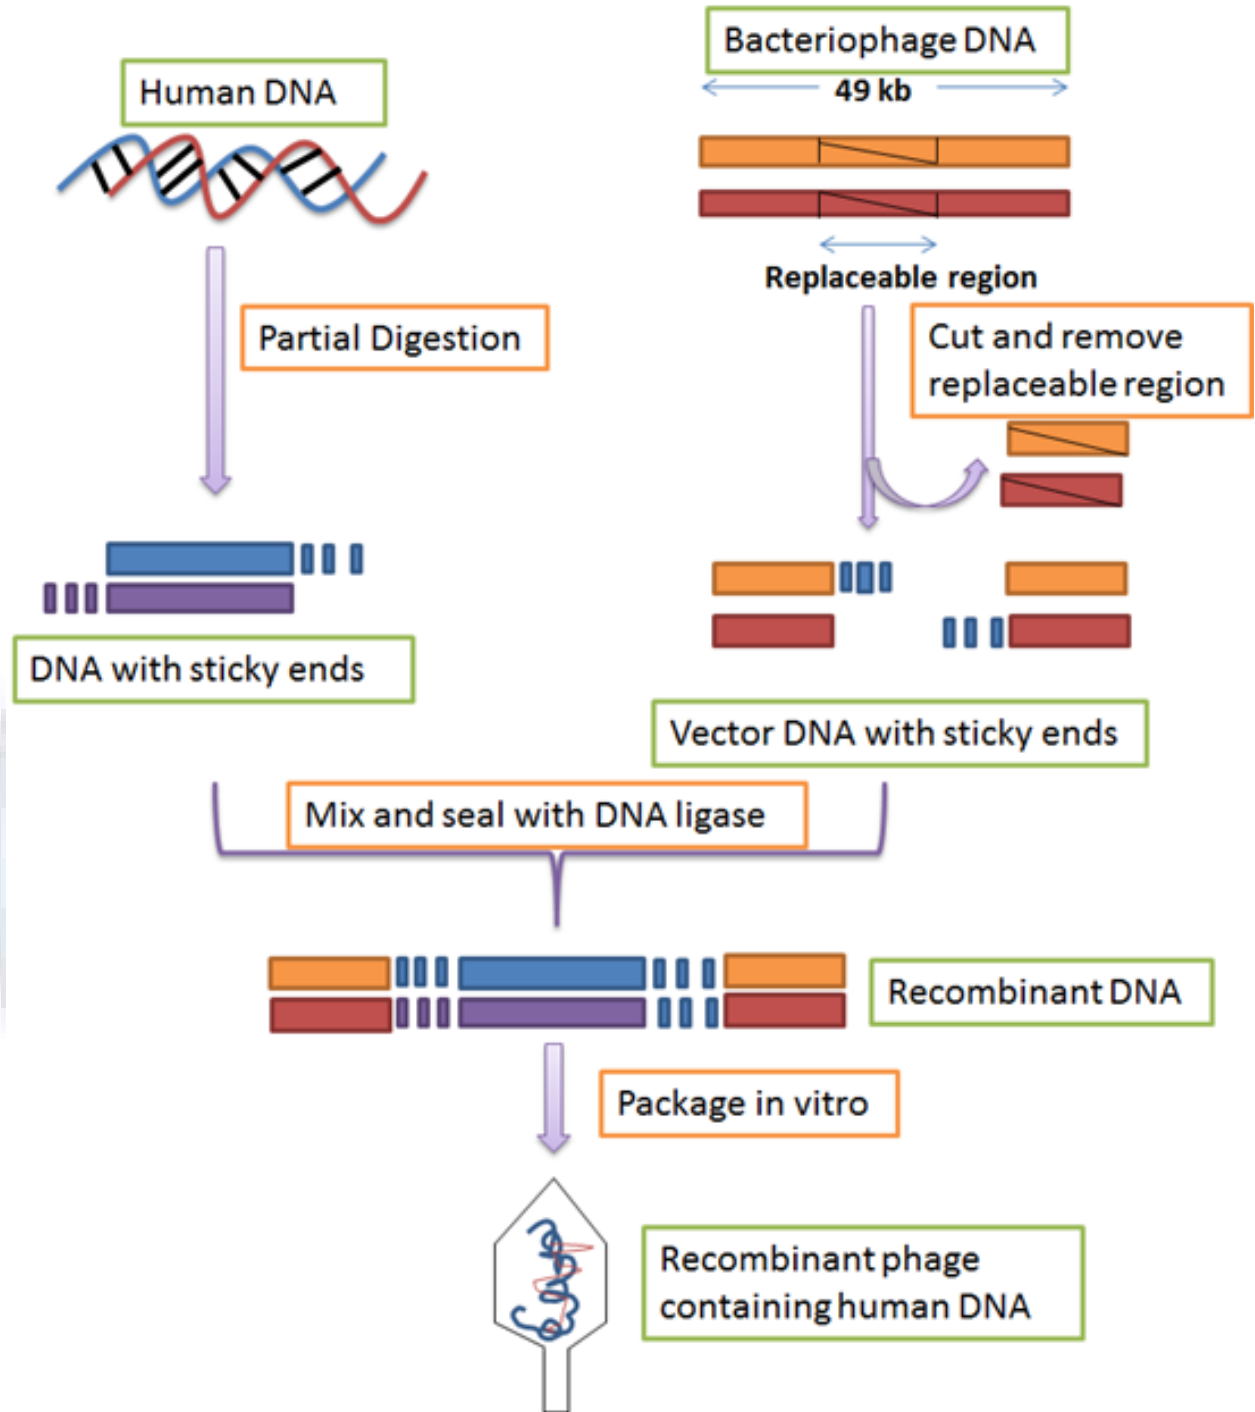 Human DNA
Bacteriophage DNA
49 kb
Replaceable region
Partial Digestion
Cut and remove
replaceable region
DNA with sticky ends
Vector DNA with sticky ends
Mix and seal with DNA ligase
Recombinant DNA
Package in vitro
Recombinant phage
containing human DNA